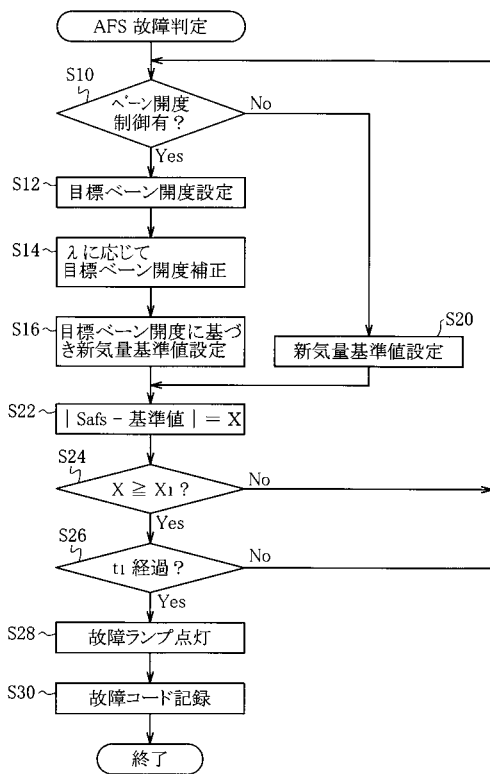 AFS 故障判定
S10
ベーン開度
制御有？
No
Yes
S12
目標ベーン開度設定
S14
λに応じて
目標ベーン開度補正
S16
目標ベーン開度に基づ
き新気量基準値設定
S20
新気量基準値設定
S22
| Safs - 基準値 | = X
S24
X ≧ X1 ?
No
Yes
S26
t1 経過？
No
Yes
S28
故障ランプ点灯
S30
故障コード記録
終了